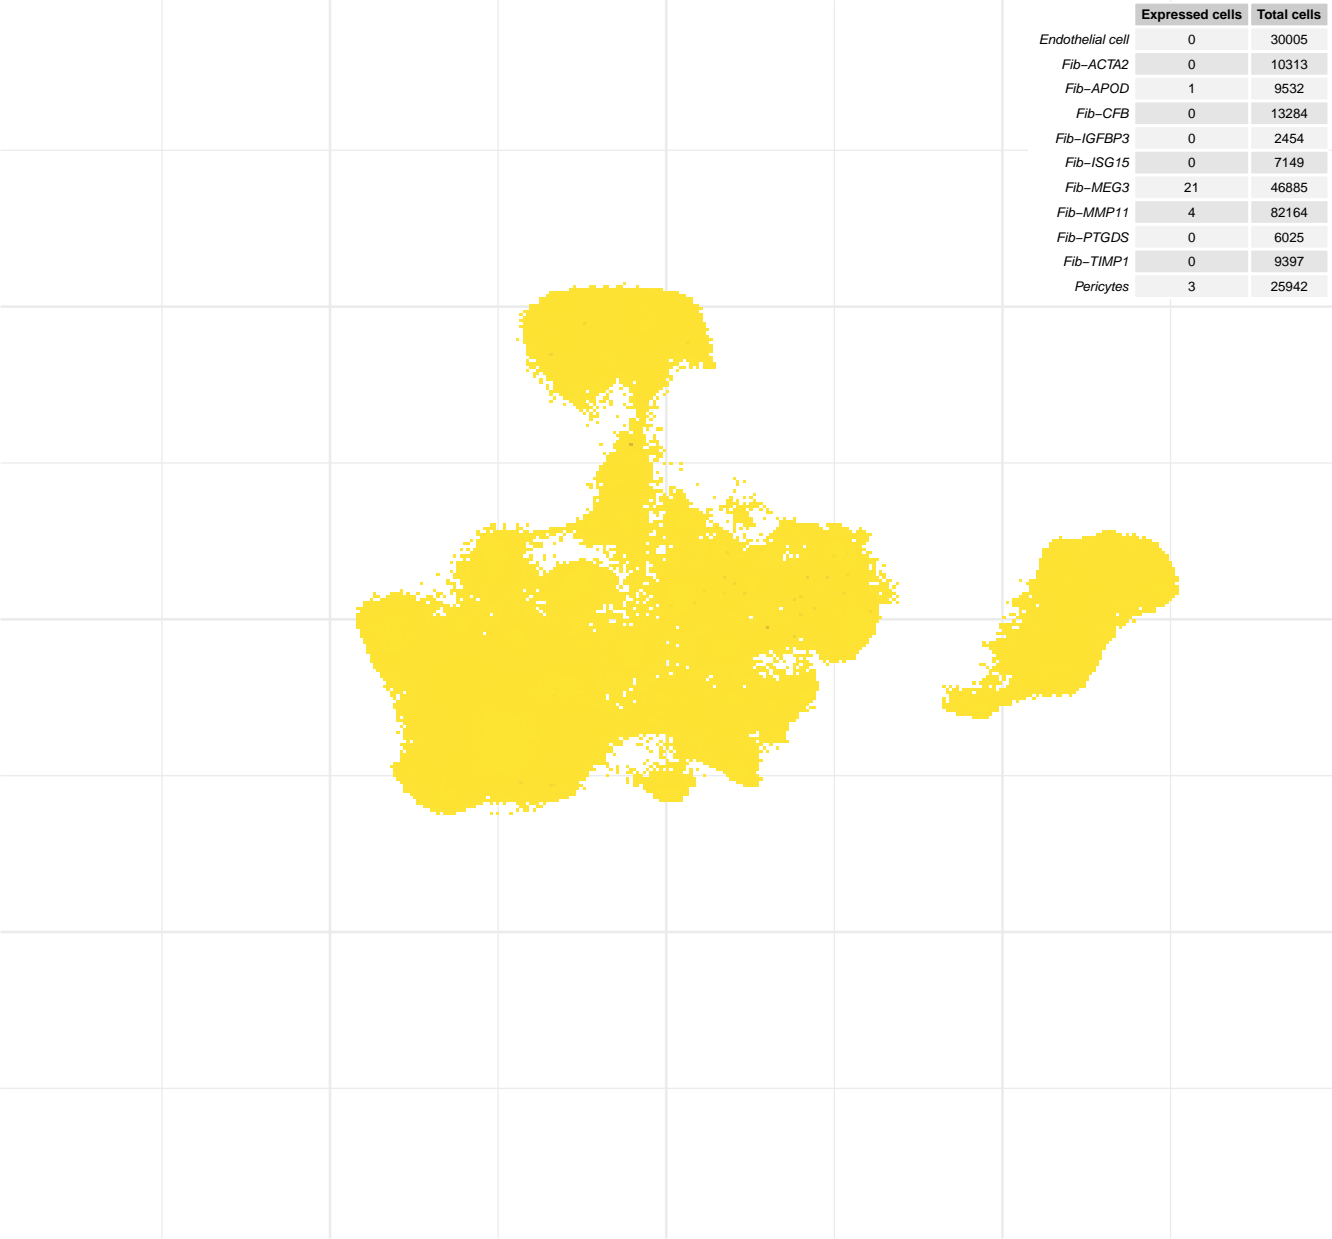 Expressed cells Total cells
Endothelial cell 0 30005
Fib−ACTA2 0 10313
Fib−APOD 1 9532
Fib−CFB 0 13284
Fib−IGFBP3 0 2454
Fib−ISG15 0 7149
Fib−MEG3 21 46885
Fib−MMP11 4 82164
Fib−PTGDS 0 6025
Fib−TIMP1 0 9397
Pericytes 3 25942